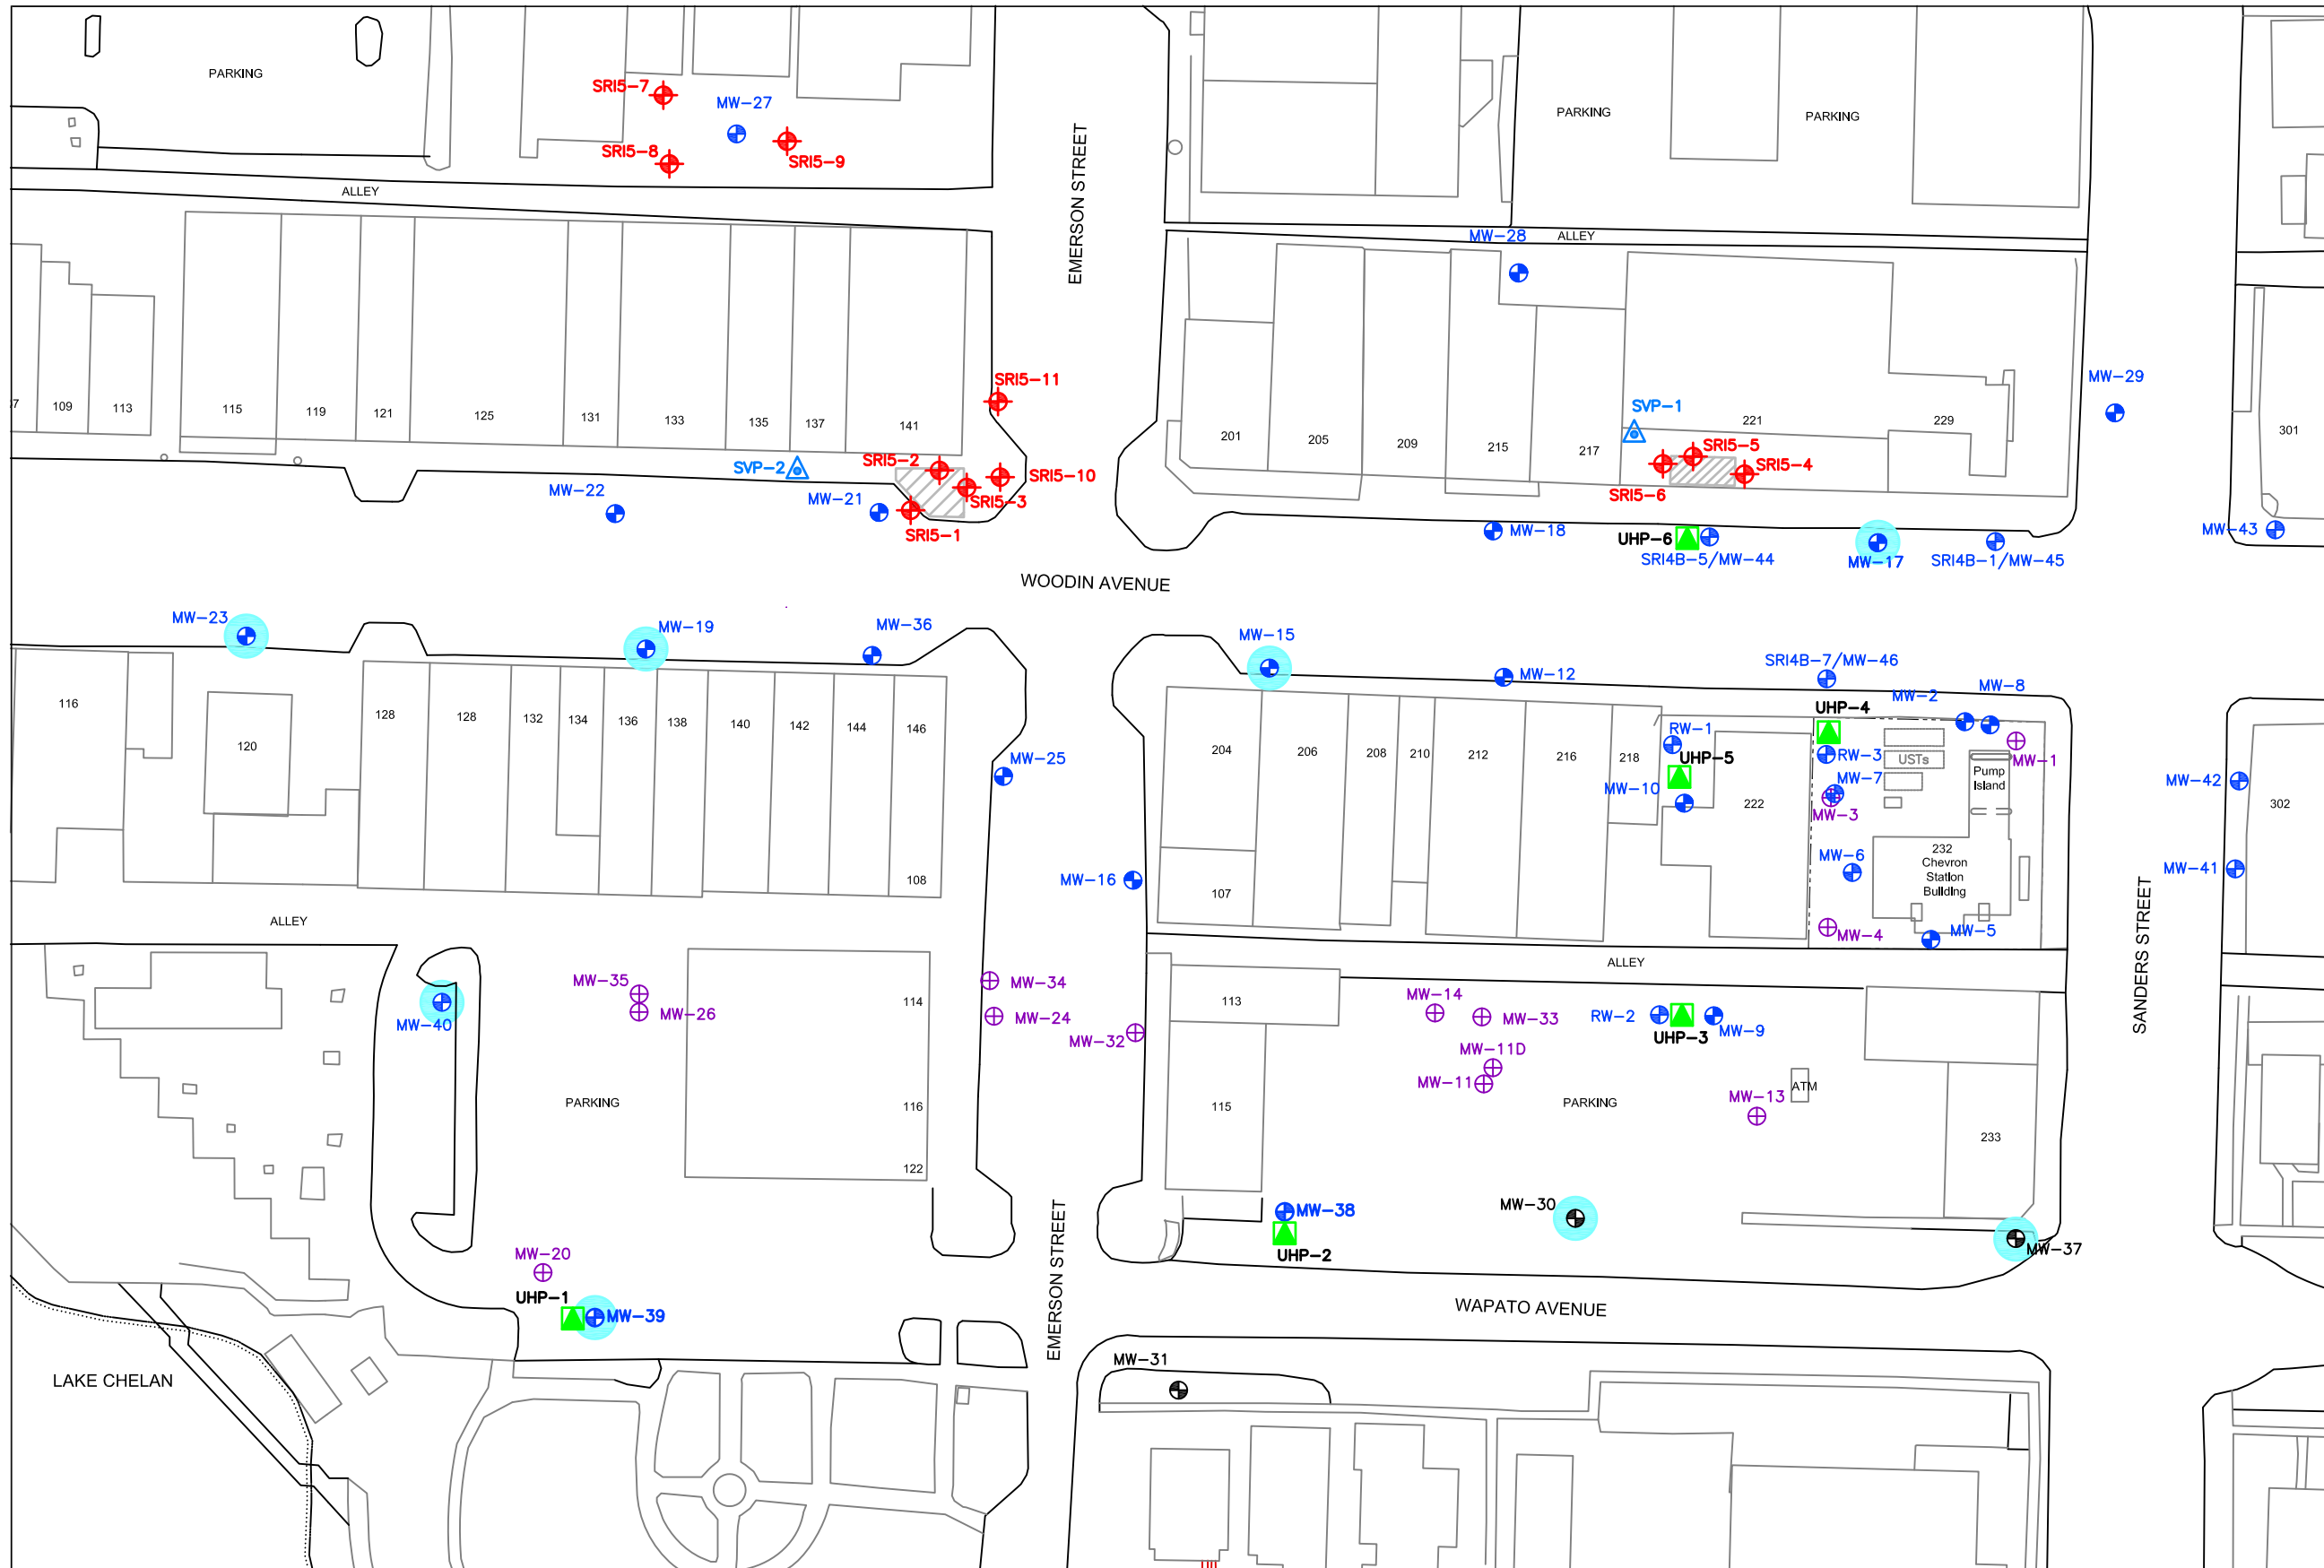 PARKING
SRI5-7
MW-27
SRI5-8
SRI5-9
ALLEY
EMERSON STREET
PARKING
PARKING
MW-28
ALLEY
109
113
115
119
121
125
131
133
135
137
141
SRI5-11
SVP-2
SRI5-2
SRI5-10
SRI5-3
SRI5-1
MW-22
MW-21
201
205
209
215
217
SVP-1
221
229
SRI5-5
SRI5-4
SRI5-6
MW-29
301
MW-18
UHP-6
SRI4B-5/MW-44
MW-17
SRI4B-1/MW-45
MW-43
WOODIN AVENUE
MW-23
MW-19
MW-36
MW-15
MW-12
SRI4B-7/MW-46
MW-2
MW-8
116
120
128
128
132
134
136
138
140
142
144
146
108
MW-25
MW-16
204
206
208
210
212
216
218
107
RW-1
UHP-5
MW-10
222
UHP-4
RW-3
MW-7
MW-3
USTs
Pump
Island
MW-1
MW-6
232
Chevron
Station
Building
MW-4
MW-5
MW-42
302
MW-41
SANDERS STREET
ALLEY
ALLEY
MW-40
MW-35
MW-26
PARKING
114
116
122
MW-34
MW-24
MW-32
113
115
MW-14
MW-33
MW-11D
MW-11
RW-2
UHP-3
MW-9
PARKING
MW-13
ATM
233
MW-38
UHP-2
MW-30
MW-37
MW-20
UHP-1
MW-39
EMERSON STREET
WAPATO AVENUE
MW-31
LAKE CHELAN